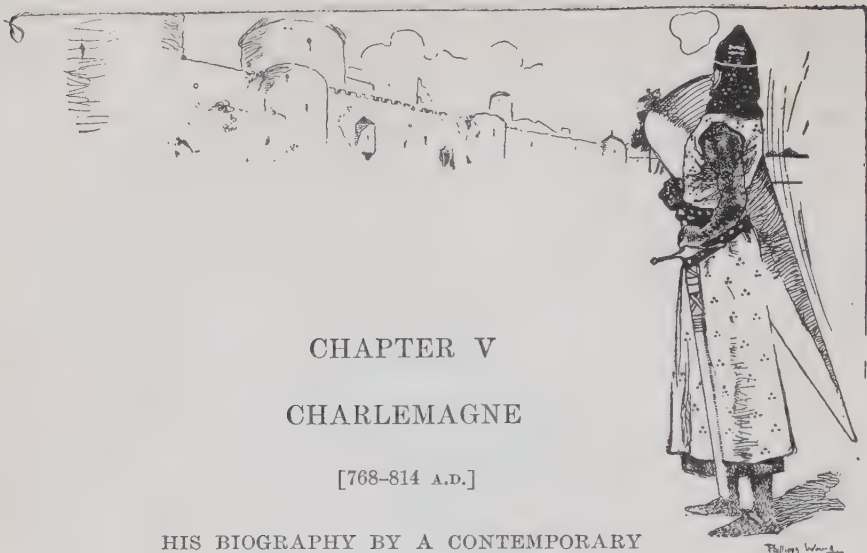 CHAPTER V
CHARLEMAGNE
[768–814 A.D.]
HIS BIOGRAPHY BY A CONTEMPORARY